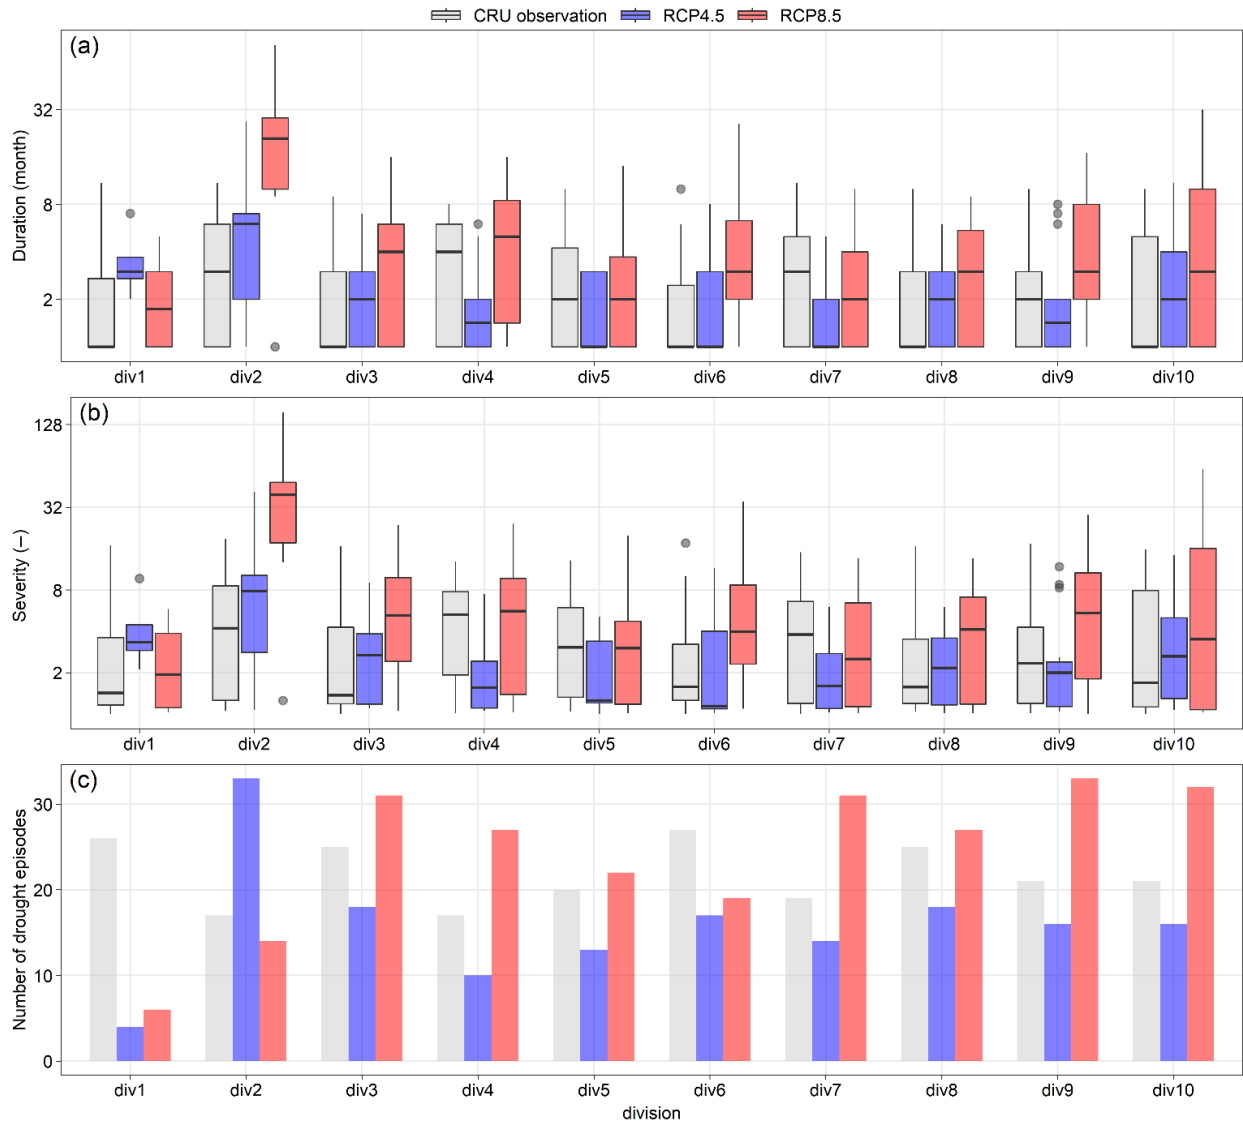 CRU observation RCP4.5 RCP8.5
(a)
Duration (month)
32
8
2
div1 div2 div3 div4 div5 div6 div7 div8 div9 div10
(b)
Severity (–)
128
32
8
2
div1 div2 div3 div4 div5 div6 div7 div8 div9 div10
(c)
Number of drought episodes
30
20
10
0
div1 div2 div3 div4 div5 div6 div7 div8 div9 div10
division